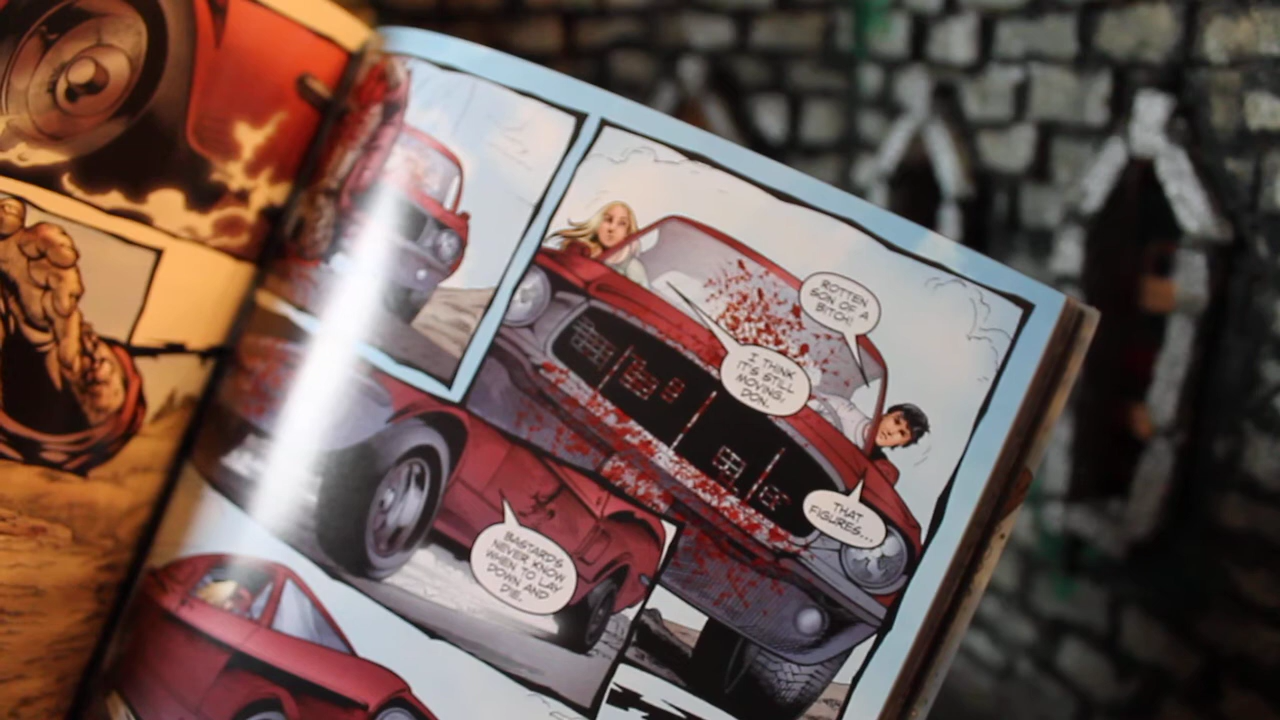 ROTTEN
SON OF A
BITCH!
I THINK
IT'S STILL
MOVING,
DON.
THAT
FIGURES...
BASTARDS
NEVER KNOW
WHEN TO LAY
DOWN AND
DIE.